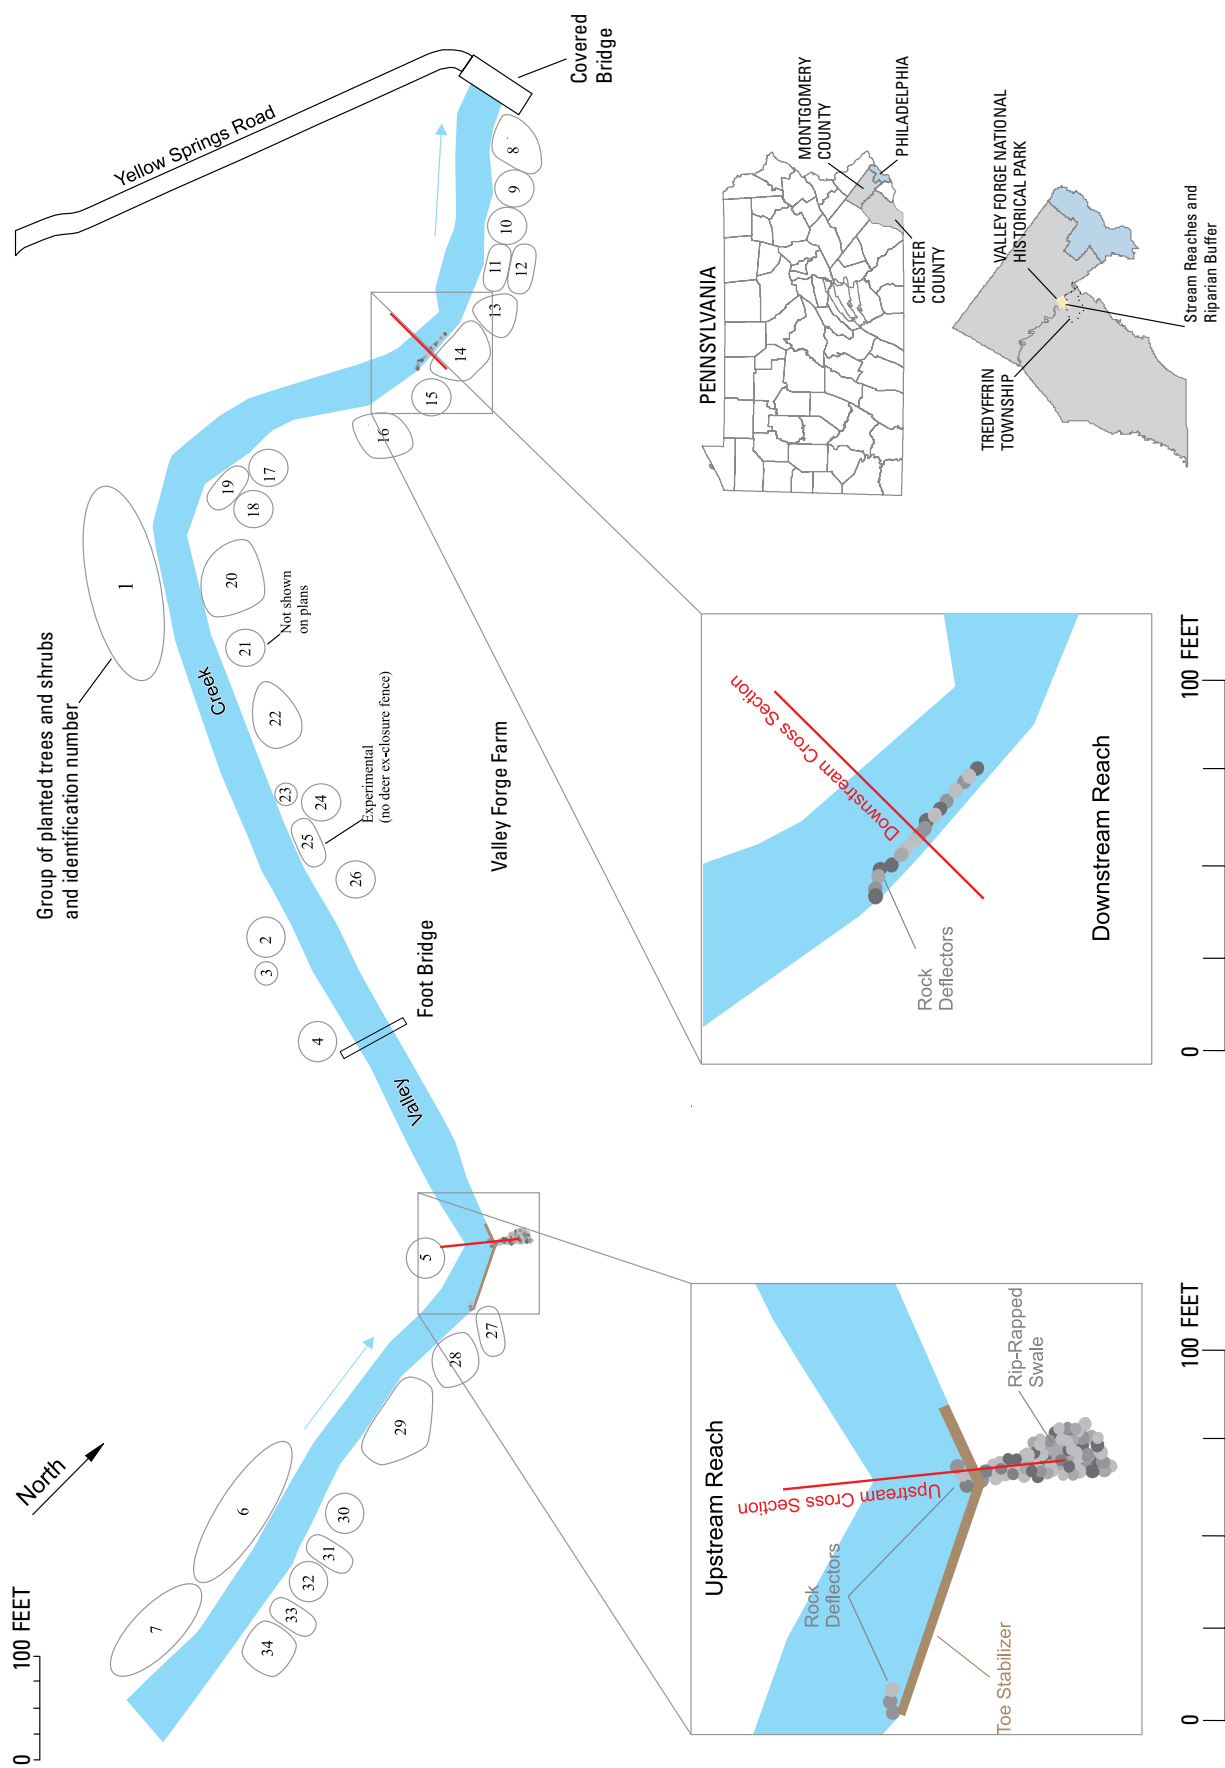 0
100 FEET
North
Yellow Springs Road
Covered
Bridge
Group of planted trees and shrubs
and identification number
7
6
5
4
3
2
1
Valley
Creek
Foot Bridge
34
33
32
31
30
29
28
27
26
25
24
23
22
21
20
19
18
17
16
15
14
13
12
11
10
9
8
Experimental
(no deer ex-closure fence)
Not shown
on plans
Valley Forge Farm
Upstream Reach
Rock
Deflectors
Upstream Cross Section
Rip-Rapped
Swale
Toe Stabilizer
0
100 FEET
Downstream Cross Section
Rock
Deflectors
Downstream Reach
0
100 FEET
PENNSYLVANIA
MONTGOMERY
COUNTY
PHILADELPHIA
CHESTER
COUNTY
VALLEY FORGE NATIONAL
HISTORICAL PARK
TREDYFFRIN
TOWNSHIP
Stream Reaches and
Riparian Buffer